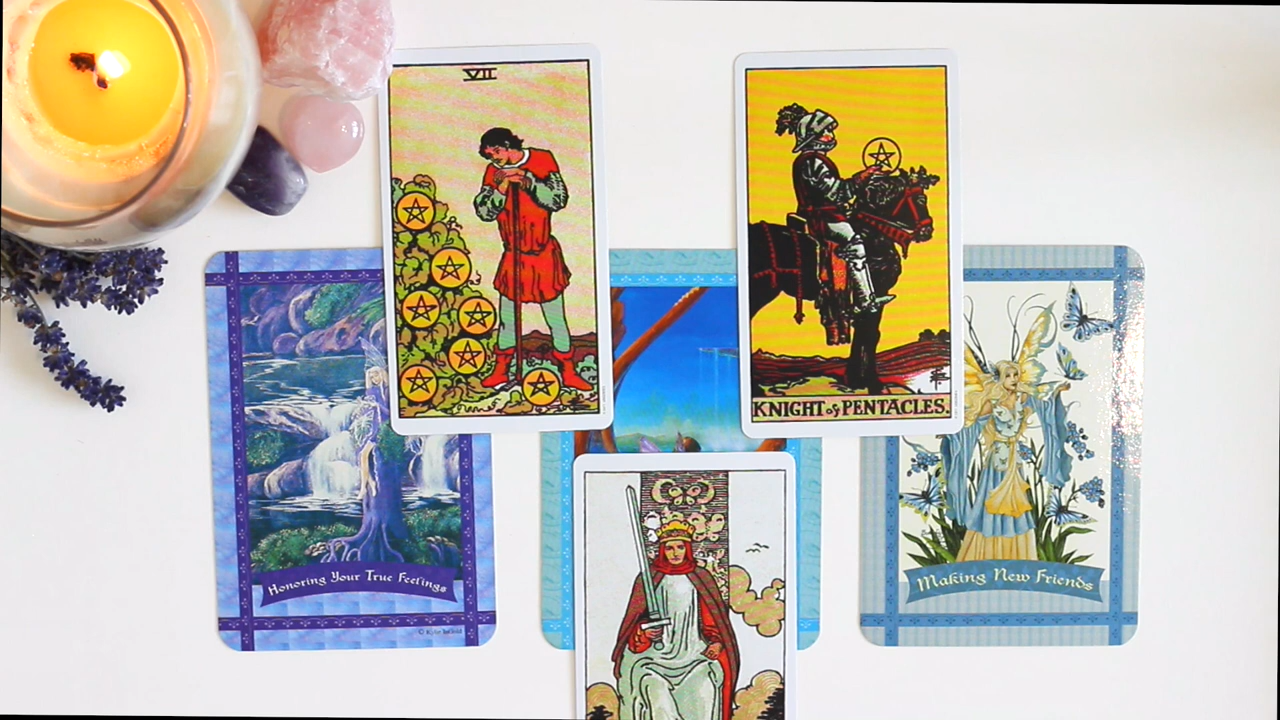 VII
KNIGHT of PENTACLES.
Honoring Your True Feelings
Making New Friends